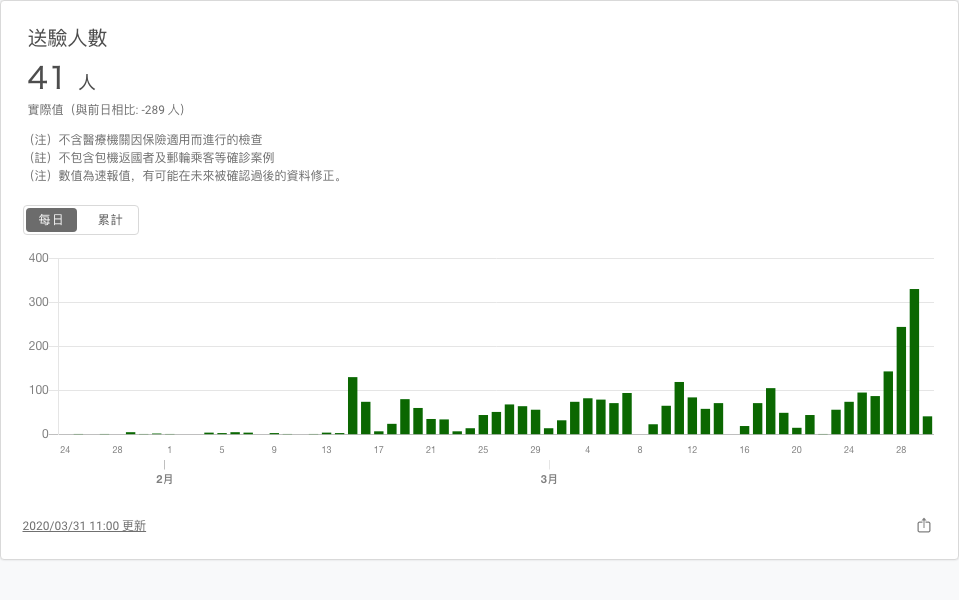 送驗人數
41 人
實際值（與前日相比: -289 人）
（注）不含醫療機關因保險適用而進行的檢查
（註）不包含包機返國者及郵輪乘客等確診案例
（注）數值為速報值，有可能在未來被確認過後的資料修正。
每日 累計
400
300
200
100
0
24 28 1 5 9 13 17 21 25 29 4 8 12 16 20 24 28
2月 3月
2020/03/31 11:00 更新